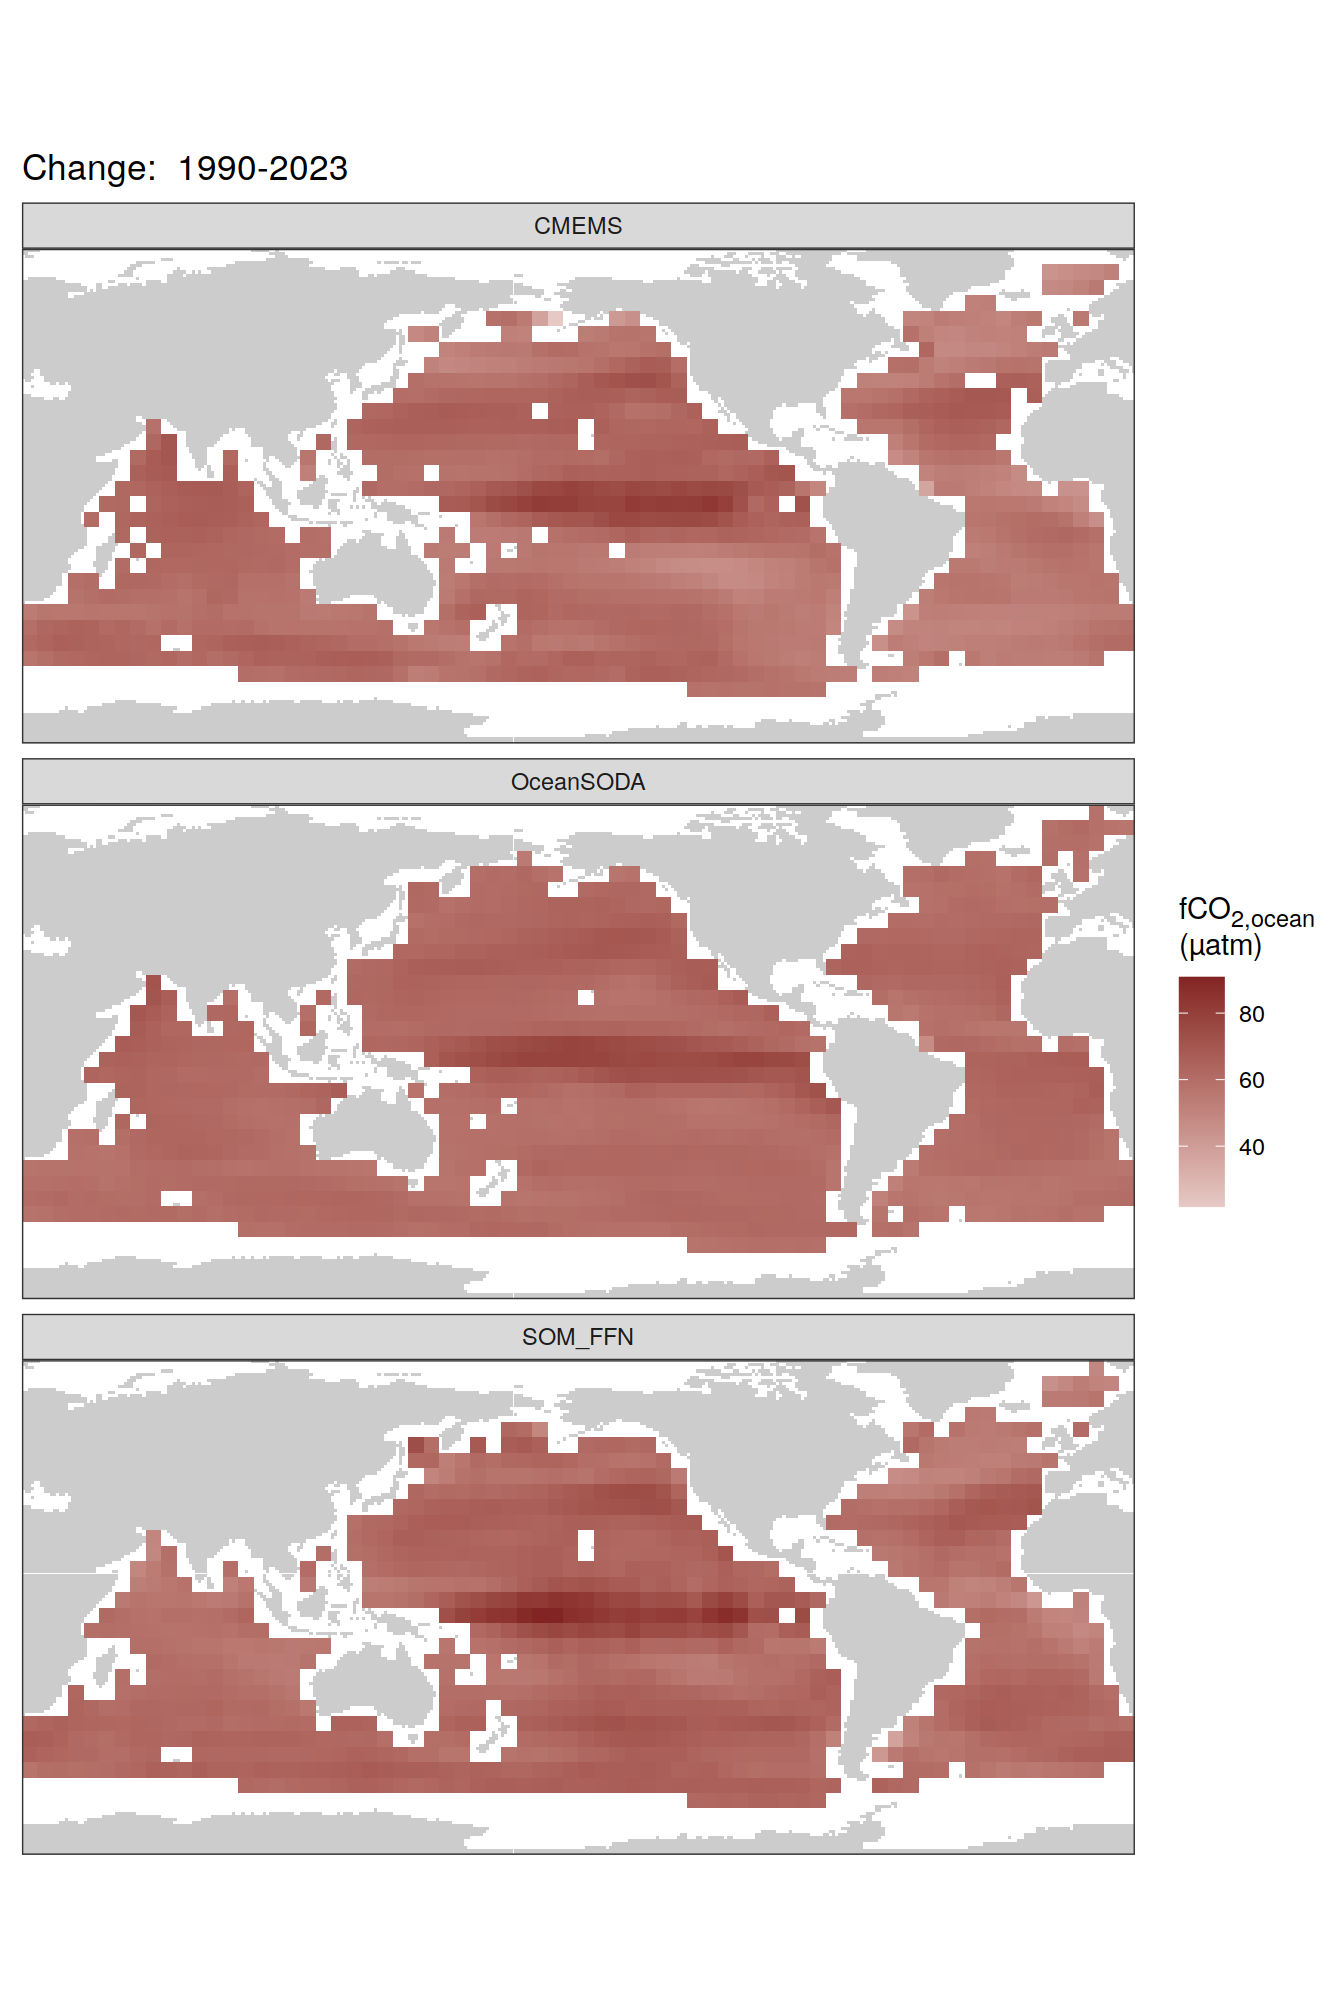 Change:  1990-2023
CMEMS
OceanSODA
fCO2,ocean
(µatm)
80
60
40
SOM_FFN